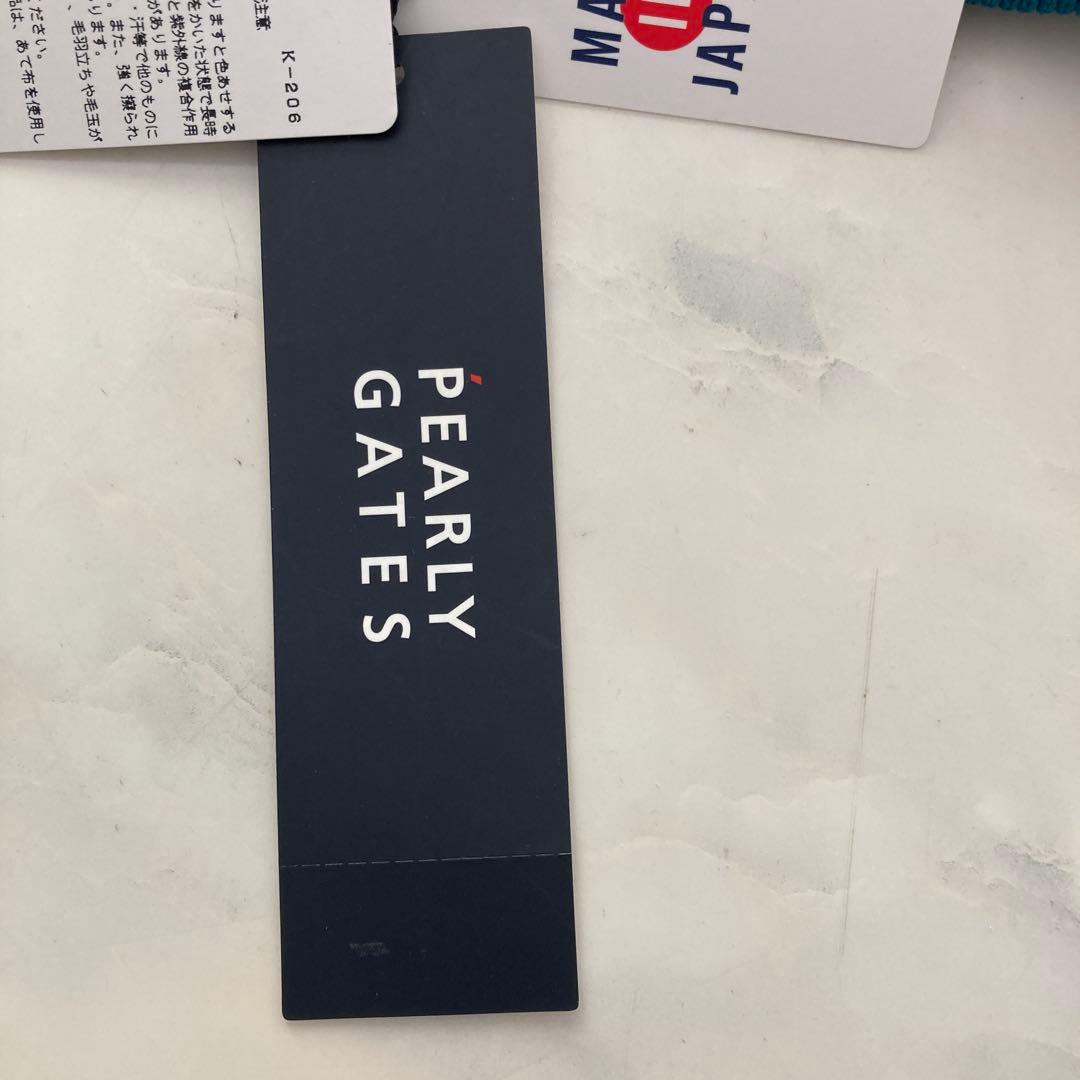 注意
K-206
りますと色あせする
をかいた状態で長時
と紫外線の複合作用
があります。
・汗等で他のものに
。また、強く擦られ
ります。
、毛羽立ちや毛玉が
ください。
品は、あて布を使用し
MA
JAP
PEARLY
GATES